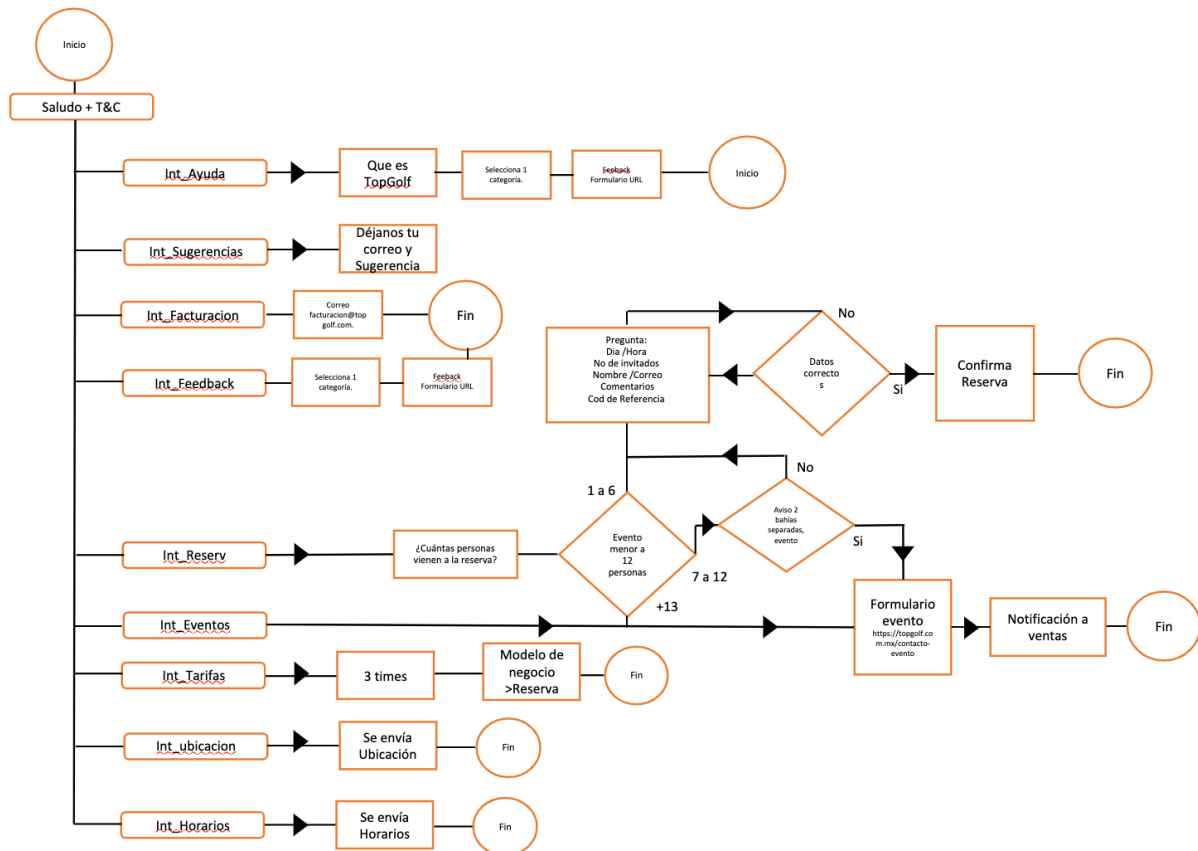 Inicio
Saludo + T&C
Int_Ayuda
Que es
TopGolf
Selecciona 1
categoría.
Feeback
Formulario URL
Inicio
Int_Sugerencias
Déjanos tu
correo y
Sugerencia
Int_Facturacion
Correo
facturacion@top
golf.com.
Fin
Int_Feedback
Selecciona 1
categoría.
Feeback
Formulario URL
Pregunta:
Dia /Hora
No de invitados
Nombre /Correo
Comentarios
Cod de Referencia
No
Datos
correcto
s
Si
Confirma
Reserva
Fin
Int_Reserv
¿Cuántas personas
vienen a la reserva?
1 a 6
Evento
menor a
12
personas
7 a 12
+13
No
Aviso 2
bahías
separadas,
evento
Si
Int_Eventos
Formulario
evento
https://topgolf.co
m.mx/contacto-
evento
Notificación a
ventas
Fin
Int_Tarifas
3 times
Modelo de
negocio
>Reserva
Fin
Int_ubicacion
Se envía
Ubicación
Fin
Int_Horarios
Se envía
Horarios
Fin